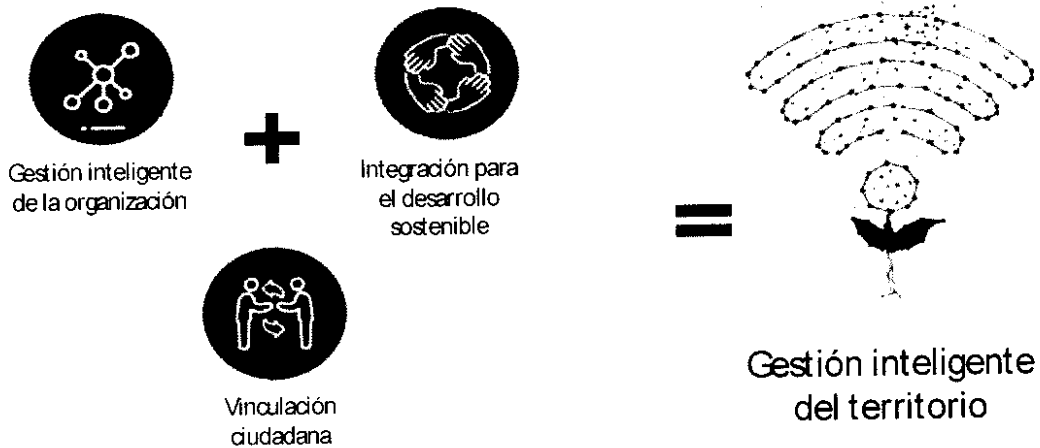 Gestión inteligente
de la organización
+
Integración para
el desarrollo
sostenible
Vinculación
ciudadana
=
Gestión inteligente
del territorio